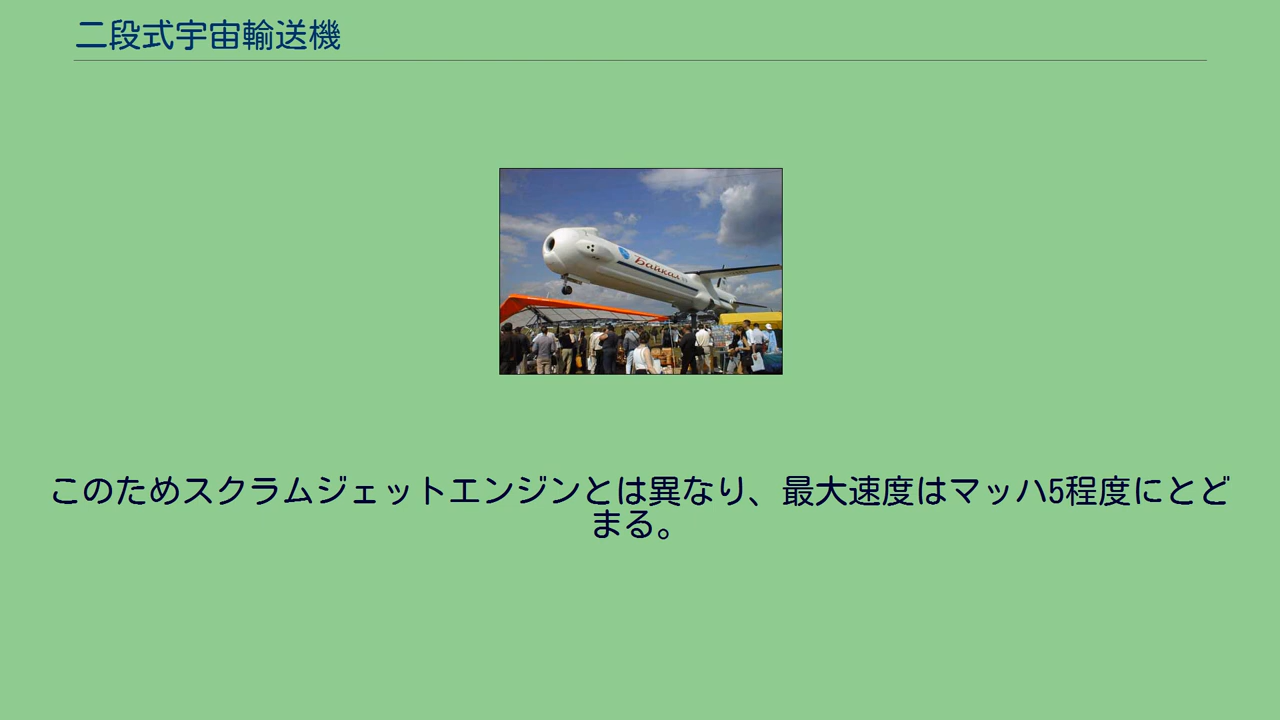 二段式宇宙輸送機
Байкал
このためスクラムジェットエンジンとは異なり、最大速度はマッハ5程度にとど
まる。